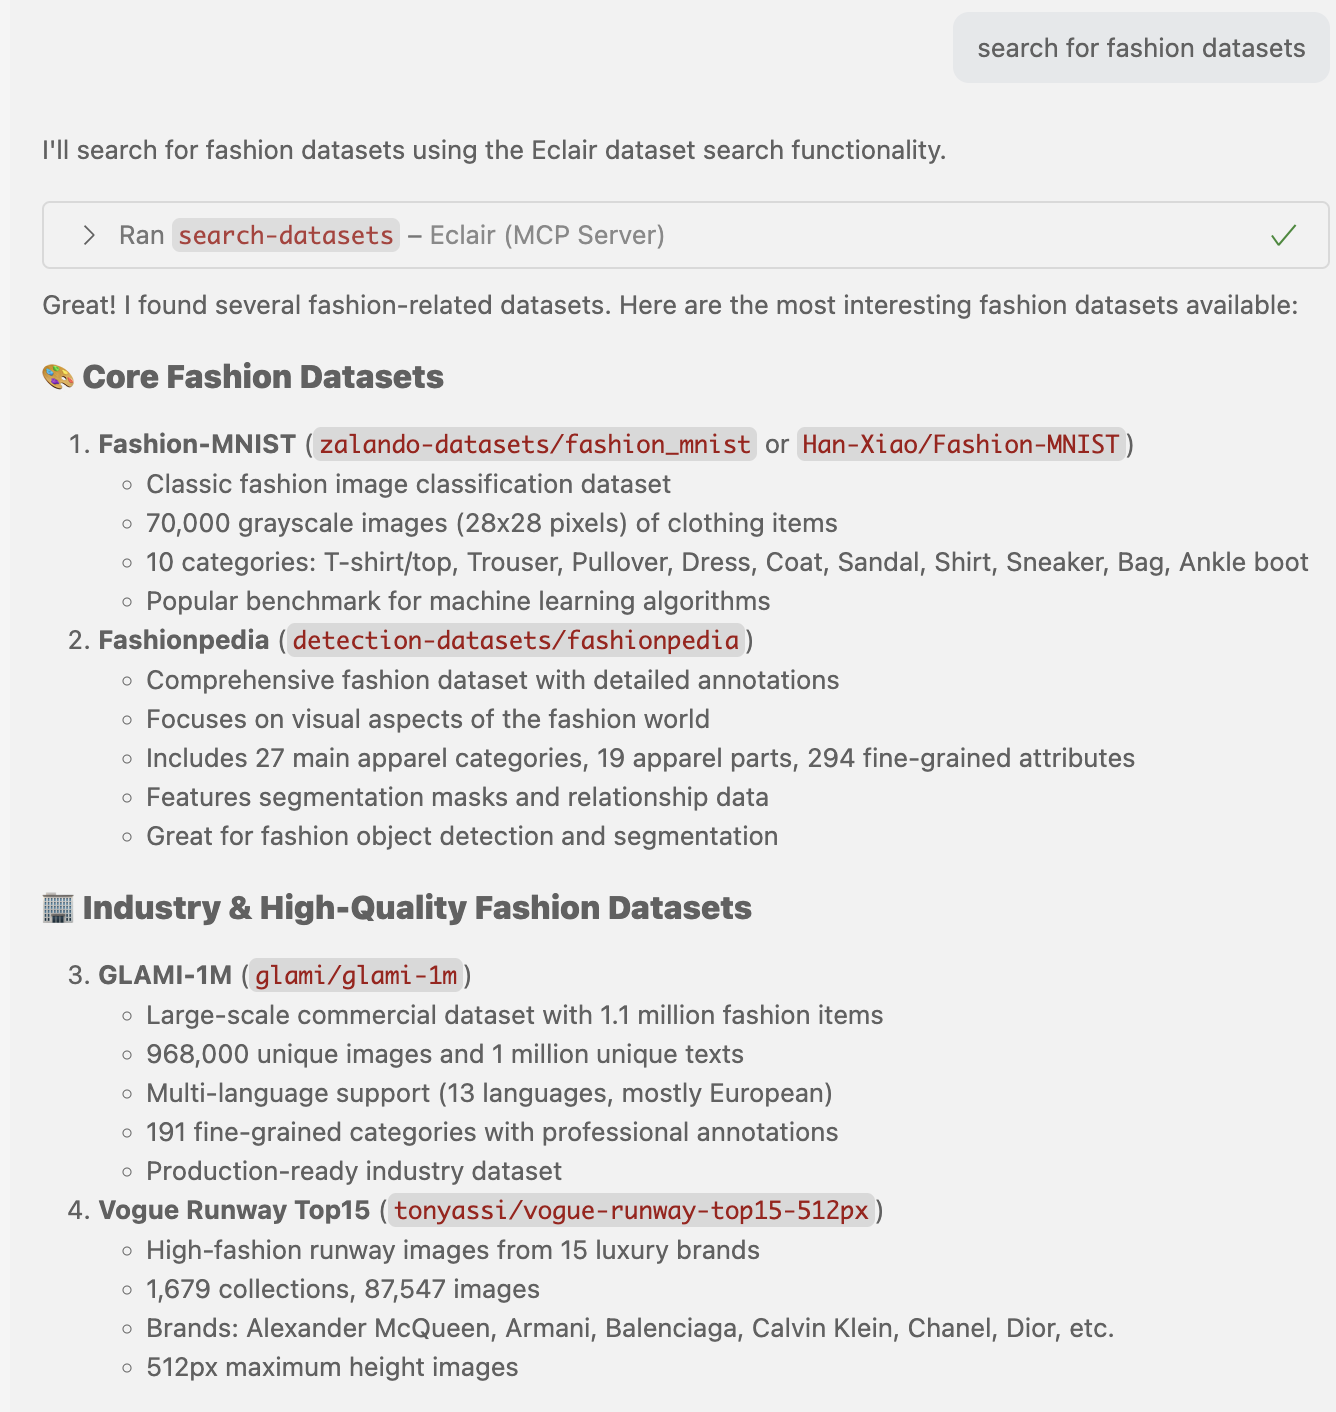 search for fashion datasets
I'll search for fashion datasets using the Eclair dataset search functionality.
Ran search-datasets – Eclair (MCP Server)
Great! I found several fashion-related datasets. Here are the most interesting fashion datasets available:
🎨 Core Fashion Datasets
1. Fashion-MNIST (zalando-datasets/fashion_mnist or Han-Xiao/Fashion-MNIST)
◦ Classic fashion image classification dataset
◦ 70,000 grayscale images (28x28 pixels) of clothing items
◦ 10 categories: T-shirt/top, Trouser, Pullover, Dress, Coat, Sandal, Shirt, Sneaker, Bag, Ankle boot
◦ Popular benchmark for machine learning algorithms
2. Fashionpedia (detection-datasets/fashionpedia)
◦ Comprehensive fashion dataset with detailed annotations
◦ Focuses on visual aspects of the fashion world
◦ Includes 27 main apparel categories, 19 apparel parts, 294 fine-grained attributes
◦ Features segmentation masks and relationship data
◦ Great for fashion object detection and segmentation
🏢 Industry & High-Quality Fashion Datasets
3. GLAMI-1M (glami/glami-1m)
◦ Large-scale commercial dataset with 1.1 million fashion items
◦ 968,000 unique images and 1 million unique texts
◦ Multi-language support (13 languages, mostly European)
◦ 191 fine-grained categories with professional annotations
◦ Production-ready industry dataset
4. Vogue Runway Top15 (tonyassi/vogue-runway-top15-512px)
◦ High-fashion runway images from 15 luxury brands
◦ 1,679 collections, 87,547 images
◦ Brands: Alexander McQueen, Armani, Balenciaga, Calvin Klein, Chanel, Dior, etc.
◦ 512px maximum height images